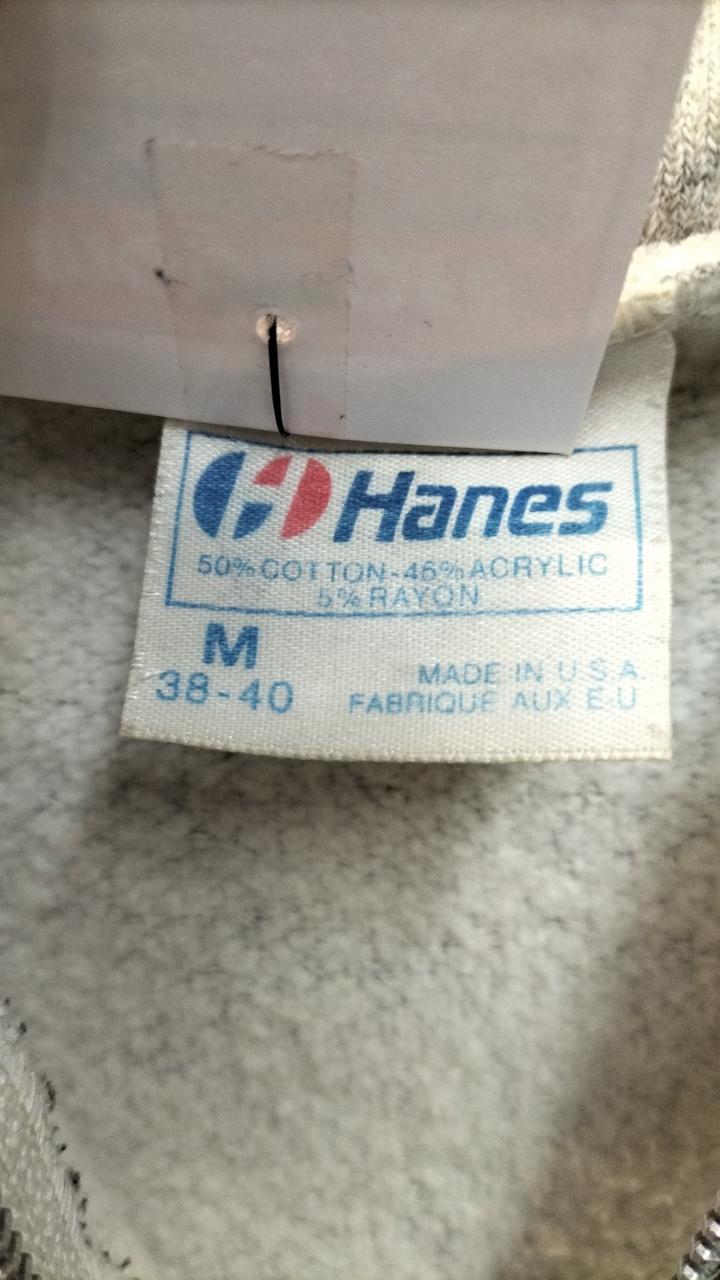 Hanes
50% COTTON-46% ACRYLIC
5% RAYON
M
38-40
MADE IN U.S.A.
FABRIQUE AUX E-U